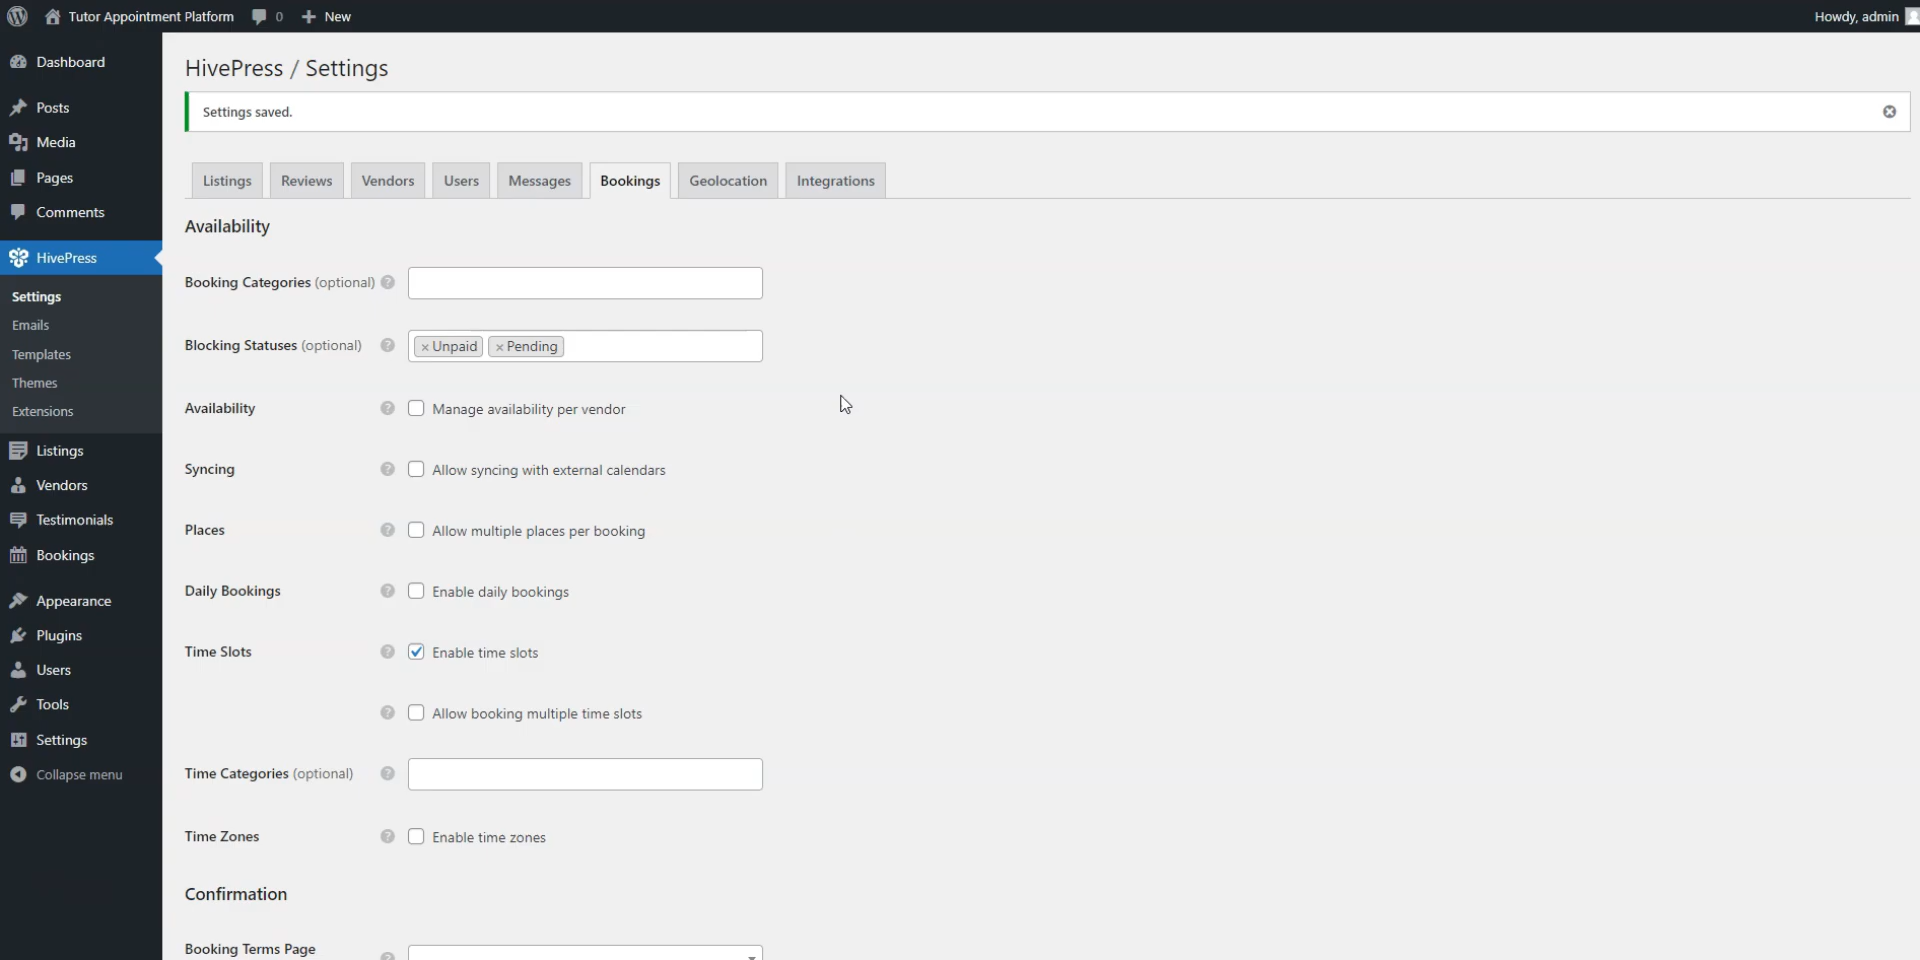 Tutor Appointment Platform 0 New Howdy, admin
Dashboard
Posts
Media
Pages
Comments
HivePress
Settings
Emails
Templates
Themes
Extensions
Listings
Vendors
Testimonials
Bookings
Appearance
Plugins
Users
Tools
Settings
Collapse menu
HivePress / Settings
Settings saved.
Listings Reviews Vendors Users Messages Bookings Geolocation Integrations
Availability
Booking Categories (optional) ?
Blocking Statuses (optional) ? × Unpaid × Pending
Availability ? Manage availability per vendor
Syncing ? Allow syncing with external calendars
Places ? Allow multiple places per booking
Daily Bookings ? Enable daily bookings
Time Slots ? Enable time slots
? Allow booking multiple time slots
Time Categories (optional) ?
Time Zones ? Enable time zones
Confirmation
Booking Terms Page ?